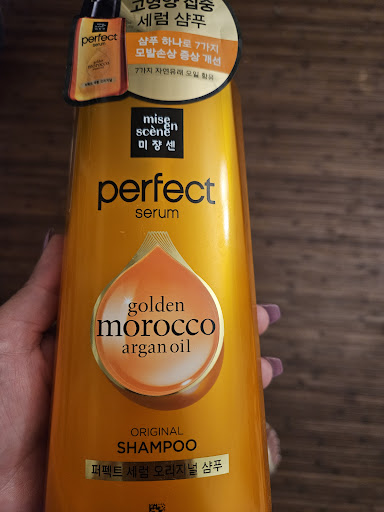 고영양 집중
세럼 샴푸
샴푸 하나로 7가지
모발손상 증상 개선
7가지 자연유래 오일 함유
perfect
serum
mise
en
scène
미쟝센
perfect
serum
golden
morocco
argan oil
ORIGINAL
SHAMPOO
퍼펙트 세럼 오리지널 샴푸